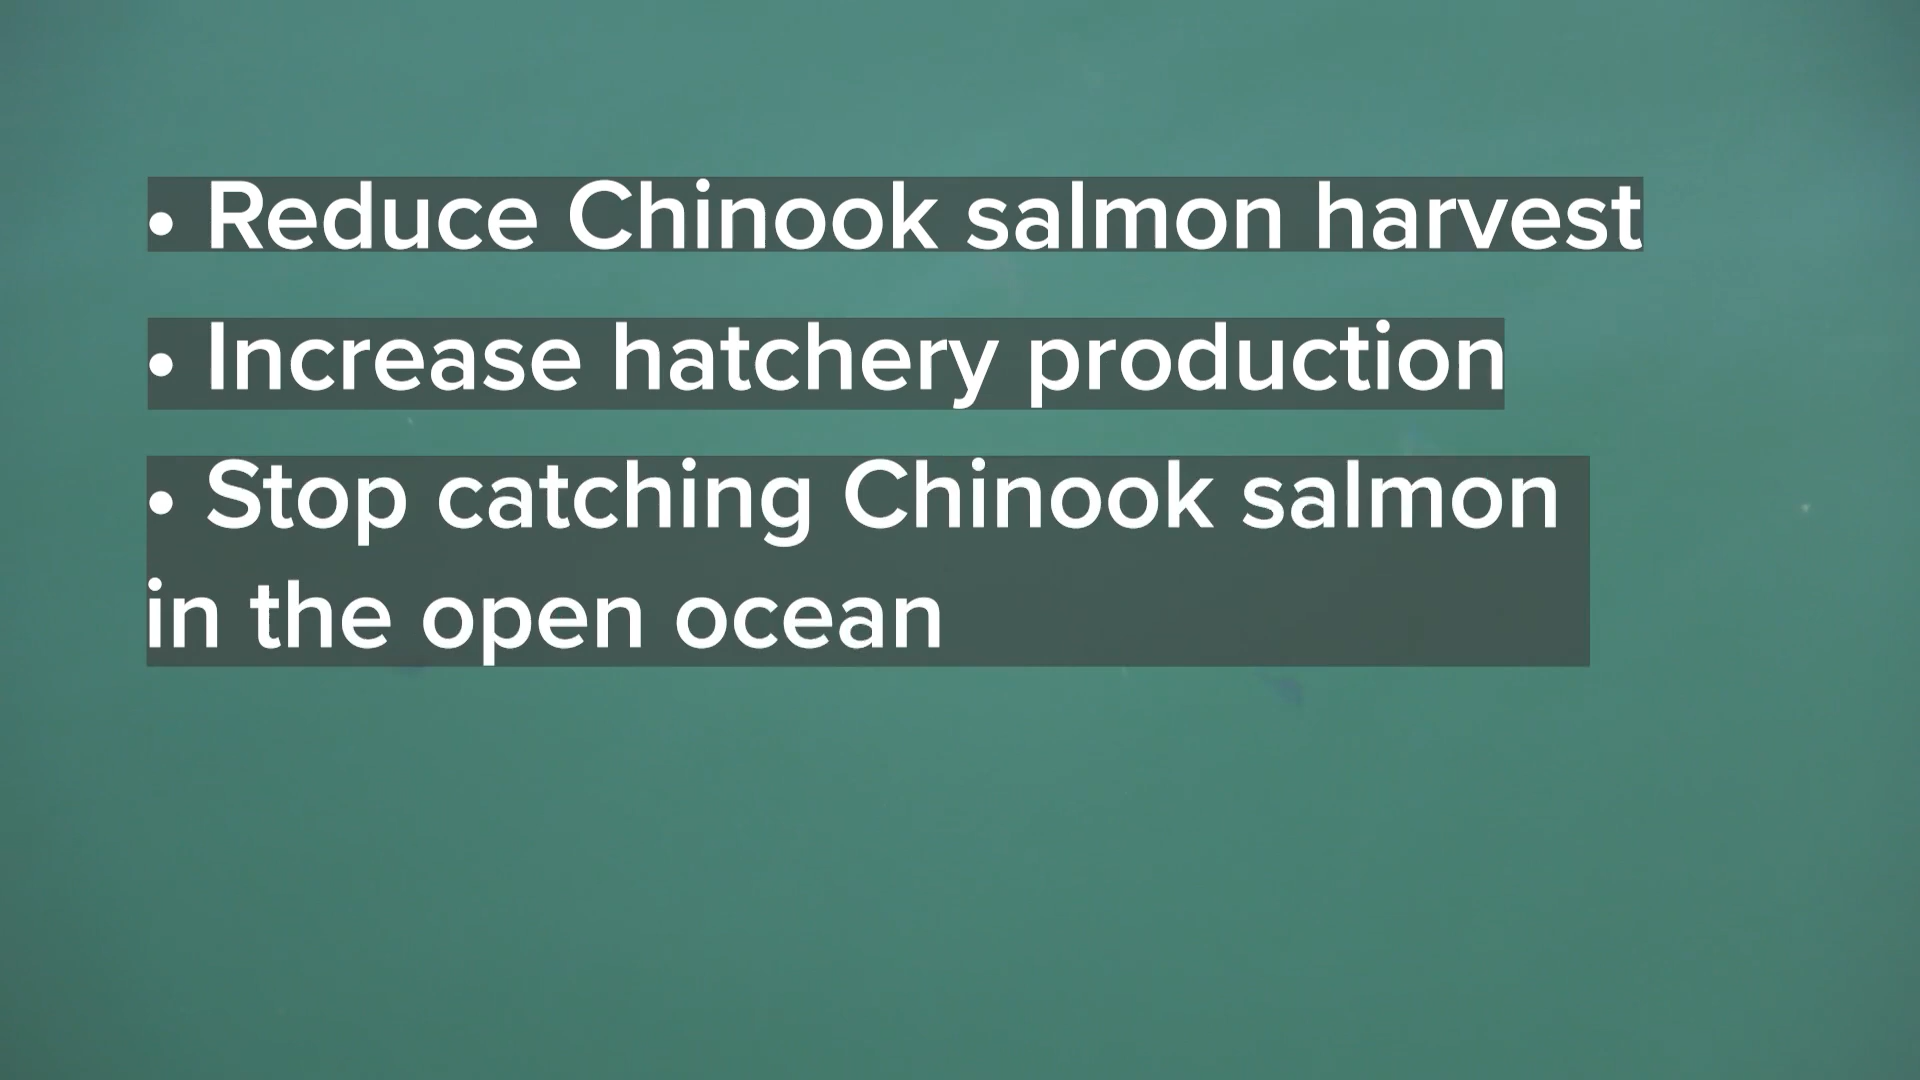 • Reduce Chinook salmon harvest
• Increase hatchery production
• Stop catching Chinook salmon
in the open ocean